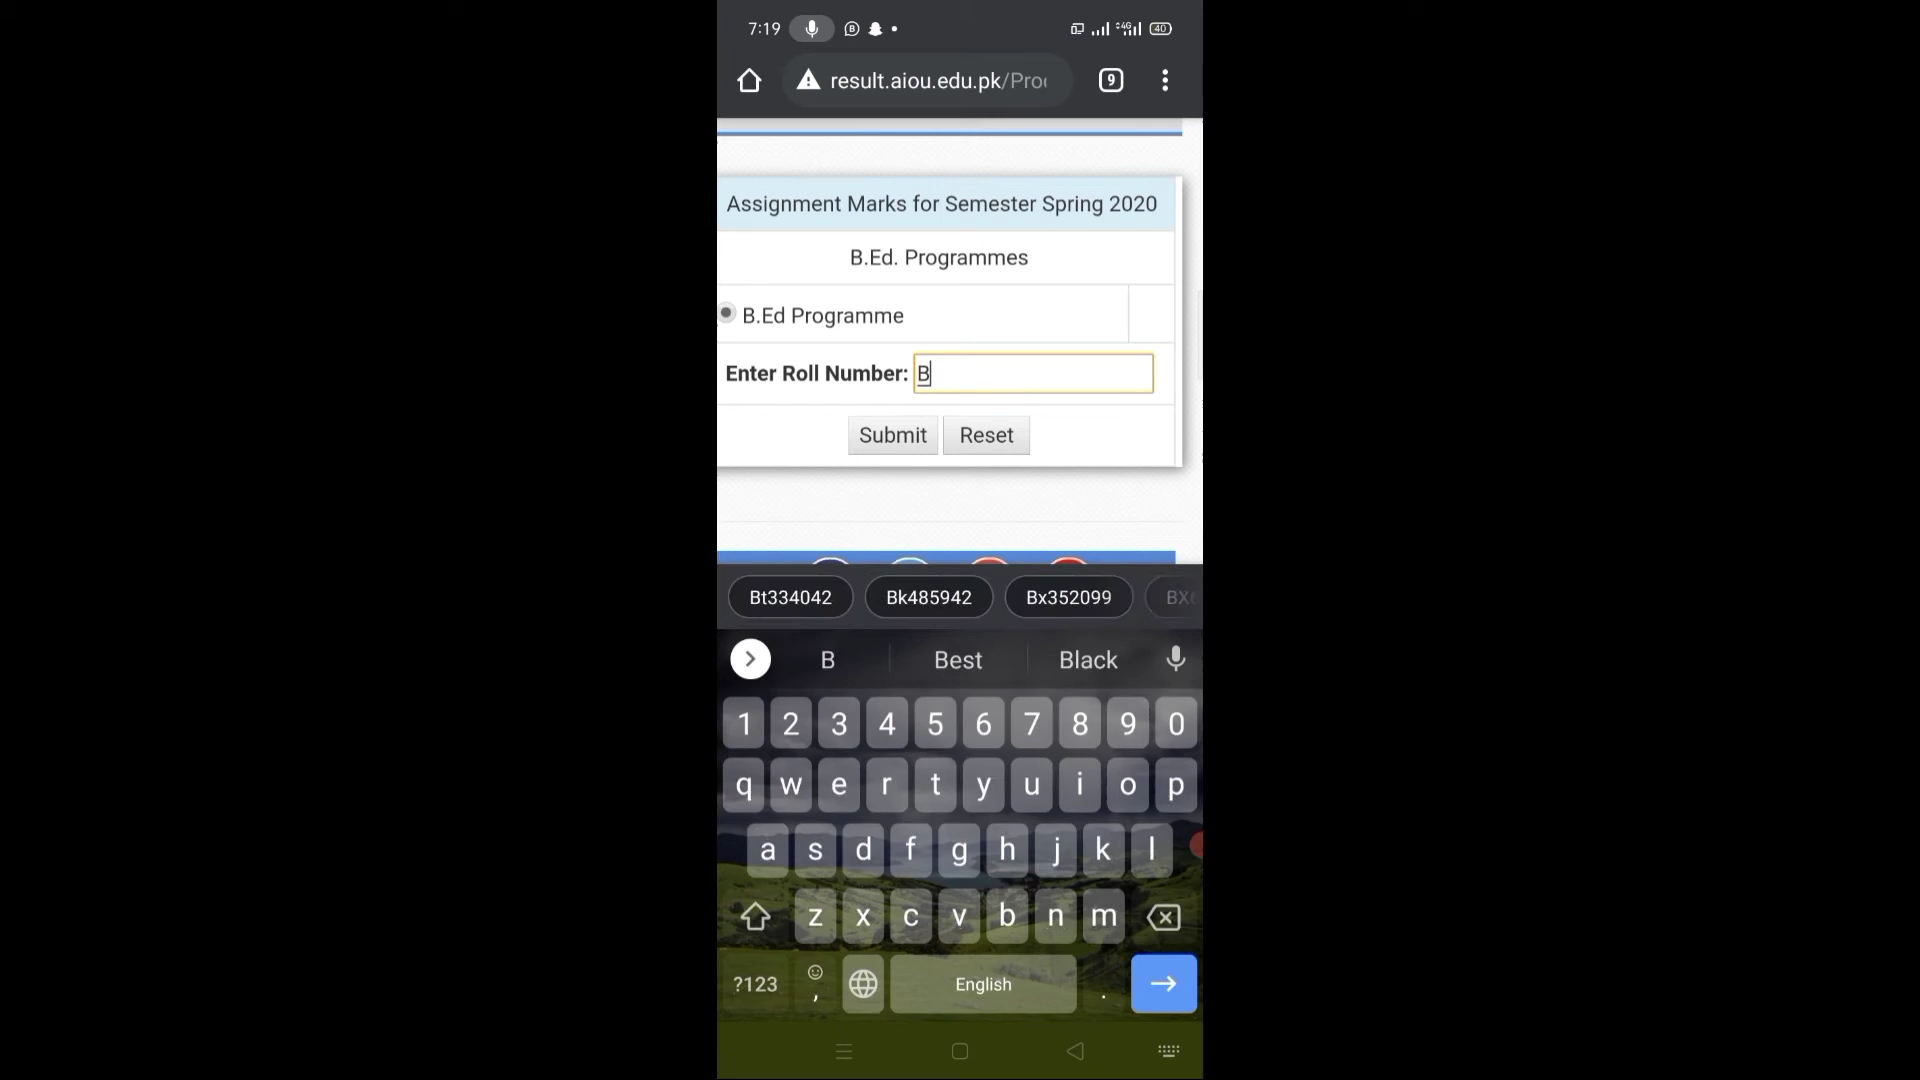 7:19 40
result.aiou.edu.pk/Pro 9
Assignment Marks for Semester Spring 2020
B.Ed. Programmes
B.Ed Programme
Enter Roll Number: B
Submit Reset
Bt334042 Bk485942 Bx352099 BX
B Best Black
1 2 3 4 5 6 7 8 9 0
q w e r t y u i o p
a s d f g h j k l
z x c v b n m
?123 , English .